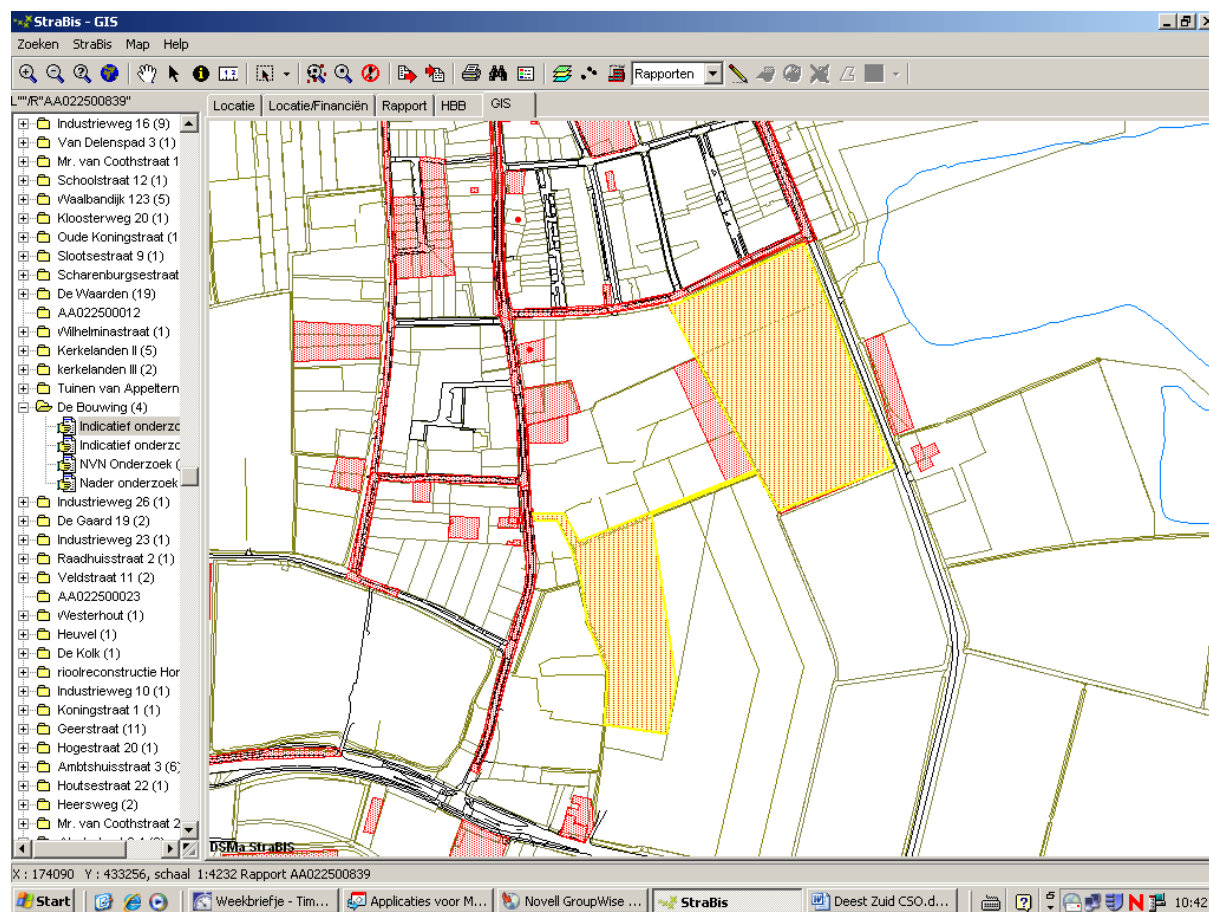 StraBis - GIS
Zoeken StraBis Map Help
Rapporten
L""/R"AA022500839"
Locatie Locatie/Financiën Rapport HBB GIS
Industrieweg 16 (9)
Van Delenspad 3 (1)
Mr. van Coothstraat 1
Schoolstraat 12 (1)
Waalbandijk 123 (5)
Kloosterweg 20 (1)
Oude Koningstraat (1
Slootsestraat 9 (1)
Scharenburgsestraat
De Waarden (19)
AA022500012
Wilhelminastraat (1)
Kerkelanden II (5)
kerkelanden III (2)
Tuinen van Appeltern
De Bouwing (4)
Indicatief onderzc
Indicatief onderzc
NVN Onderzoek (
Nader onderzoek
Industrieweg 26 (1)
De Gaard 19 (2)
Industrieweg 23 (1)
Raadhuisstraat 2 (1)
Veldstraat 11 (2)
AA022500023
Westerhout (1)
Heuvel (1)
De Kolk (1)
rioolreconstructie Hor
Industrieweg 10 (1)
Koningstraat 1 (1)
Geerstraat (11)
Hogestraat 20 (1)
Ambtshuisstraat 3 (6)
Houtsestraat 22 (1)
Heersweg (2)
Mr. van Coothstraat 2
DSMa StraBIS
X : 174090 Y : 433256, schaal 1:4232 Rapport AA022500839
Start Weekbriefje - Tim... Applicaties voor M... Novell GroupWise ... StraBis Deest Zuid CSO.d... 10:42